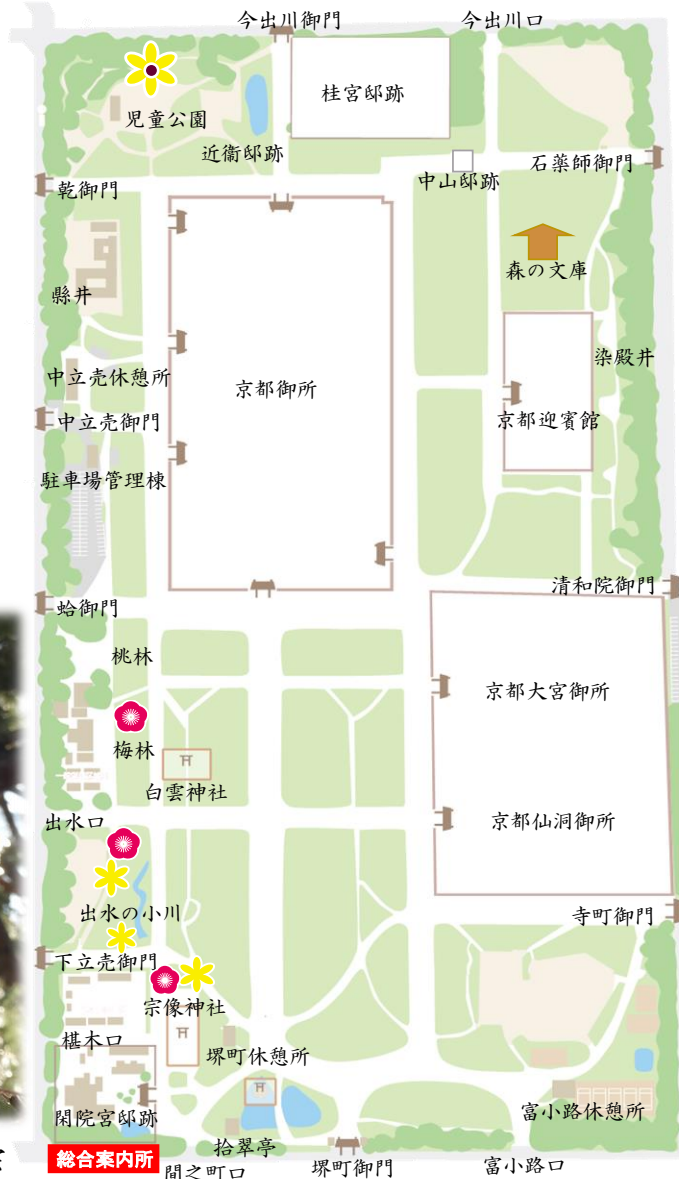 今出川御門
今出川口
桂宮邸跡
児童公園
近衞邸跡
石薬師御門
中山邸跡
乾御門
森の文庫
縣井
染殿井
中立売休憩所
京都御所
中立売御門
京都迎賓館
駐車場管理棟
清和院御門
蛤御門
桃林
京都大宮御所
梅林
白雲神社
出水口
京都仙洞御所
出水の小川
寺町御門
下立売御門
宗像神社
椹木口
堺町休憩所
閑院宮邸跡
富小路休憩所
拾翠亭
総合案内所
間之町口
堺町御門
富小路口